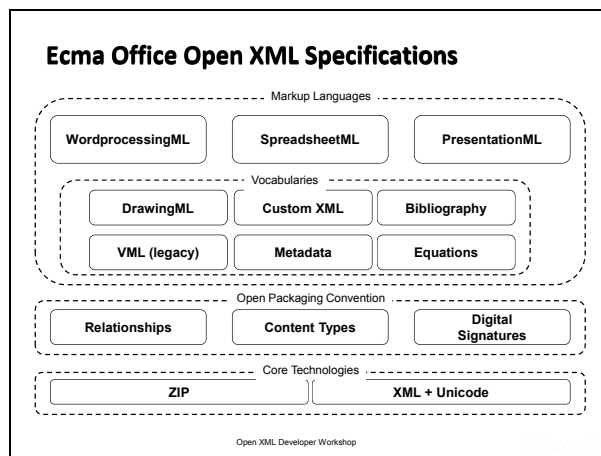 Ecma Office Open XML Specifications
Markup Languages
WordprocessingML
SpreadsheetML
PresentationML
Vocabularies
DrawingML
Custom XML
Bibliography
VML (legacy)
Metadata
Equations
Open Packaging Convention
Relationships
Content Types
Digital
Signatures
Core Technologies
ZIP
XML + Unicode
Open XML Developer Workshop